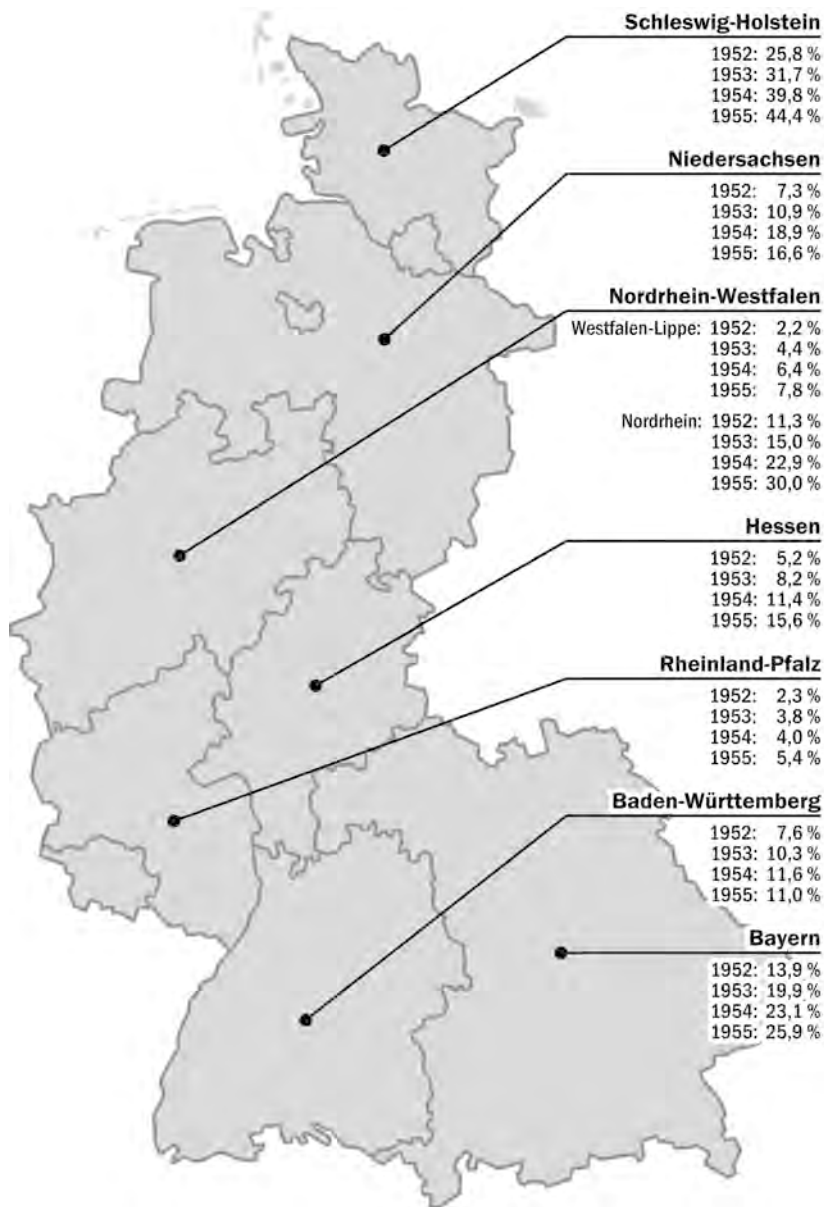 Schleswig-Holstein
1952: 25,8 %
1953: 31,7 %
1954: 39,8 %
1955: 44,4 %
Niedersachsen
1952: 7,3 %
1953: 10,9 %
1954: 18,9 %
1955: 16,6 %
Nordrhein-Westfalen
Westfalen-Lippe: 1952: 2,2 %
1953: 4,4 %
1954: 6,4 %
1955: 7,8 %
Nordrhein: 1952: 11,3 %
1953: 15,0 %
1954: 22,9 %
1955: 30,0 %
Hessen
1952: 5,2 %
1953: 8,2 %
1954: 11,4 %
1955: 15,6 %
Rheinland-Pfalz
1952: 2,3 %
1953: 3,8 %
1954: 4,0 %
1955: 5,4 %
Baden-Württemberg
1952: 7,6 %
1953: 10,3 %
1954: 11,6 %
1955: 11,0 %
Bayern
1952: 13,9 %
1953: 19,9 %
1954: 23,1 %
1955: 25,9 %